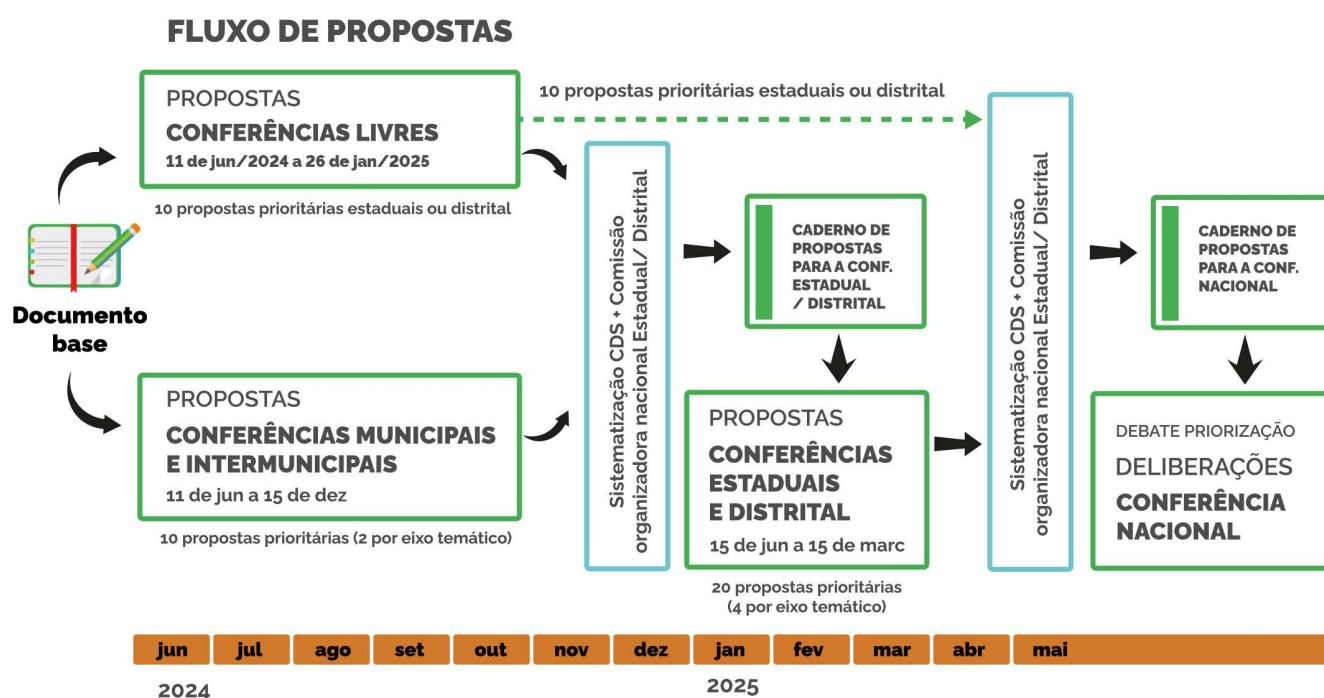 FLUXO DE PROPOSTAS
PROPOSTAS
CONFERÊNCIAS LIVRES
11 de jun/2024 a 26 de jan/2025
10 propostas prioritárias estaduais ou distrital
10 propostas prioritárias estaduais ou distrital
Documento
base
PROPOSTAS
CONFERÊNCIAS MUNICIPAIS
E INTERMUNICIPAIS
11 de jun a 15 de dez
10 propostas prioritárias (2 por eixo temático)
Sistematização CDS + Comissão
organizadora nacional Estadual/ Distrital
CADERNO DE
PROPOSTAS
PARA A CONF.
ESTADUAL
/ DISTRITAL
PROPOSTAS
CONFERÊNCIAS
ESTADUAIS
E DISTRITAL
15 de jun a 15 de marc
20 propostas prioritárias
(4 por eixo temático)
Sistematização CDS + Comissão
organizadora nacional Estadual/ Distrital
CADERNO DE
PROPOSTAS
PARA A CONF.
NACIONAL
DEBATE PRIORIZAÇÃO
DELIBERAÇÕES
CONFERÊNCIA
NACIONAL
jun jul ago set out nov dez jan fev mar abr mai
2024 2025